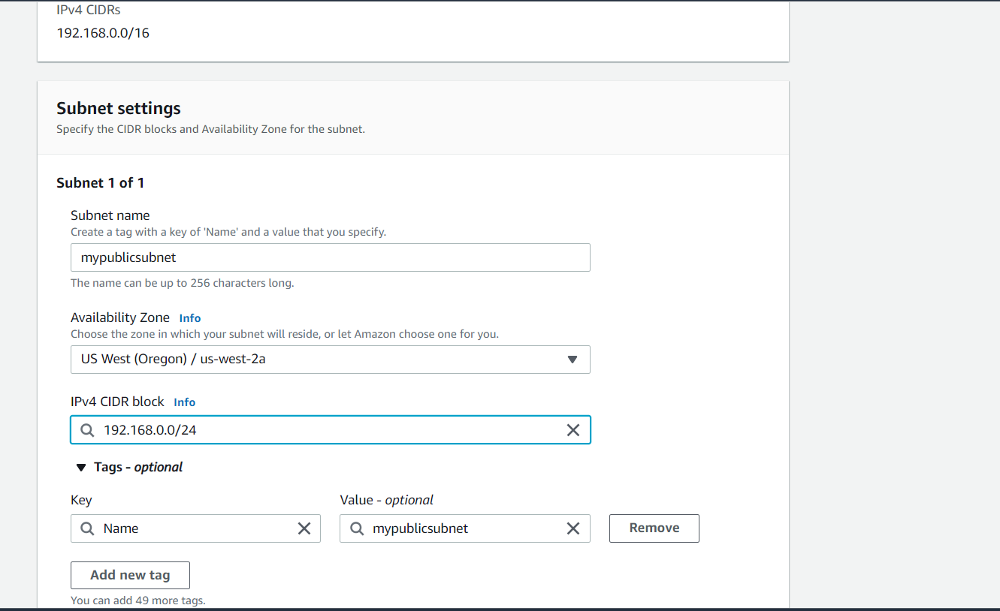 IPv4 CIDRs
192.168.0.0/16
Subnet settings
Specify the CIDR blocks and Availability Zone for the subnet.
Subnet 1 of 1
Subnet name
Create a tag with a key of 'Name' and a value that you specify.
mypublicsubnet
The name can be up to 256 characters long.
Availability Zone Info
Choose the zone in which your subnet will reside, or let Amazon choose one for you.
US West (Oregon) / us-west-2a
IPv4 CIDR block Info
192.168.0.0/24
Tags - optional
Key Value - optional
Name mypublicsubnet Remove
Add new tag
You can add 49 more tags.